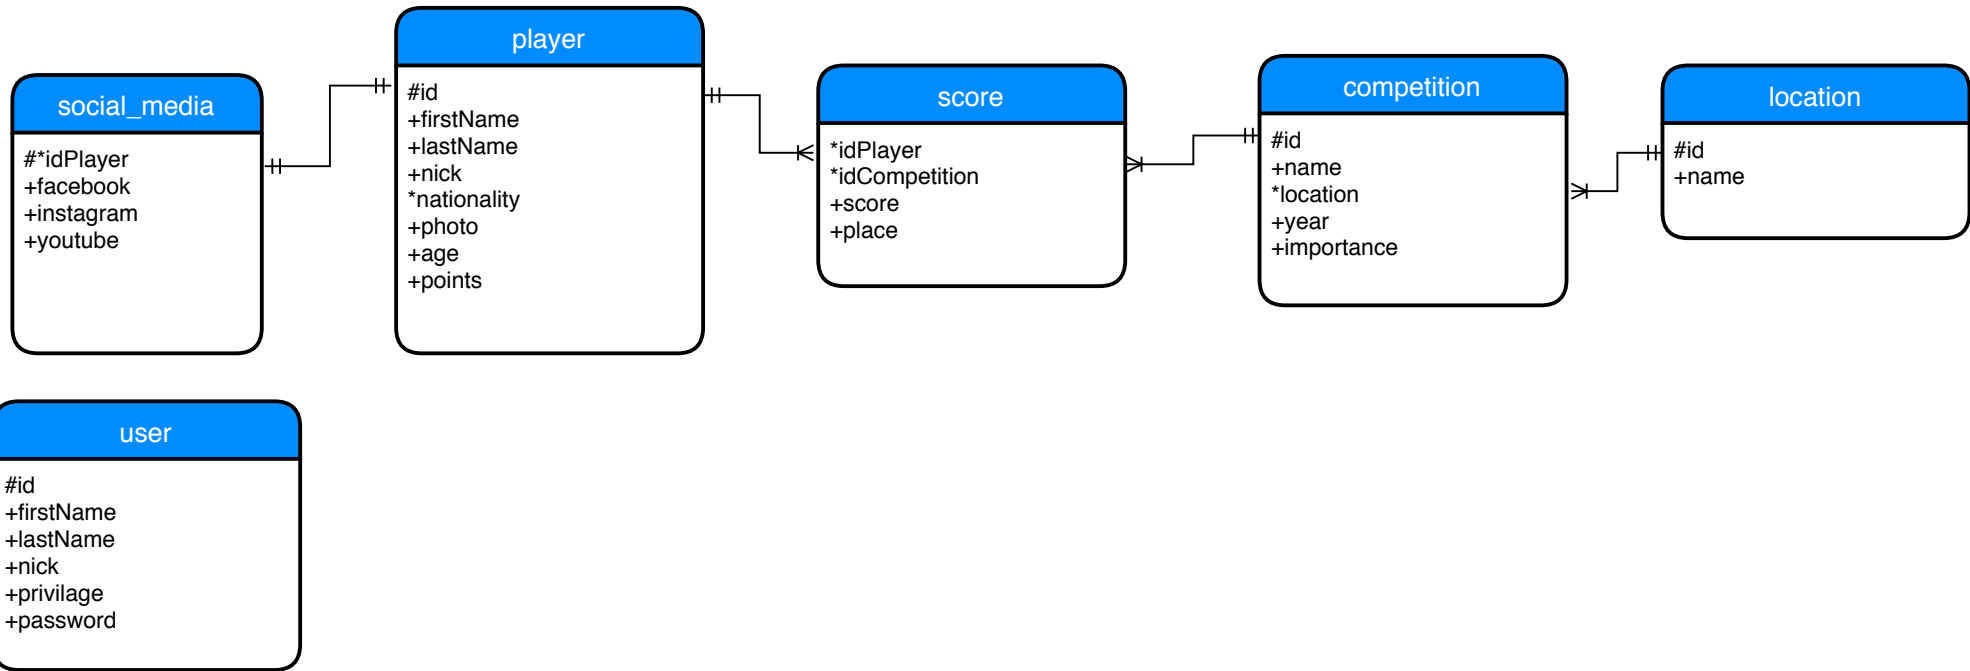 social_media
#*idPlayer
+facebook
+instagram
+youtube
player
#id
+firstName
+lastName
+nick
*nationality
+photo
+age
+points
score
*idPlayer
*idCompetition
+score
+place
competition
#id
+name
*location
+year
+importance
location
#id
+name
user
#id
+firstName
+lastName
+nick
+privilage
+password